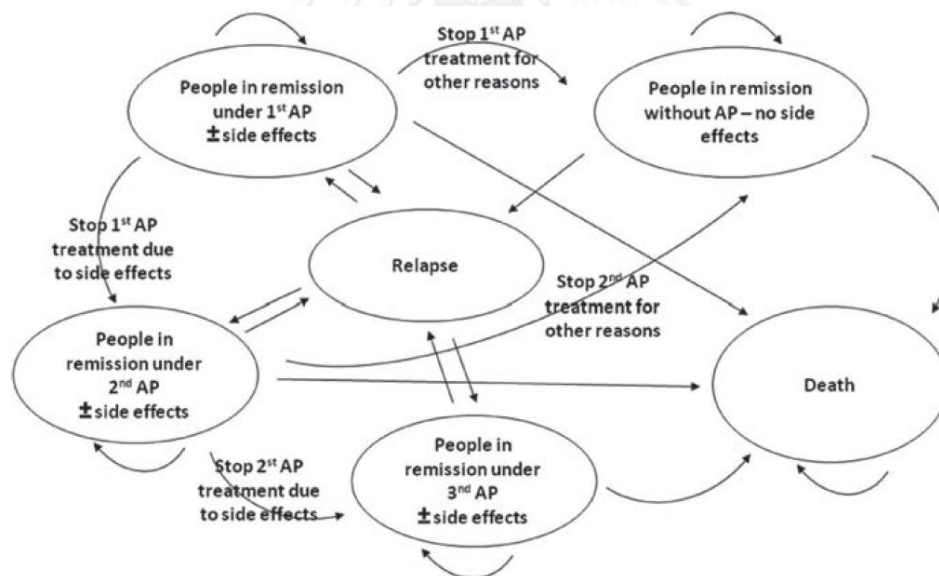 People in remission
under 1st AP
±side effects
Stop 1st AP
treatment for
other reasons
People in remission
without AP – no side
effects
Stop 1st AP
treatment due
to side effects
Relapse
Stop 2nd AP
treatment for
other reasons
People in
remission under
2nd AP
±side effects
Death
Stop 2st AP
treatment due
to side effects
People in
remission under
3nd AP
±side effects